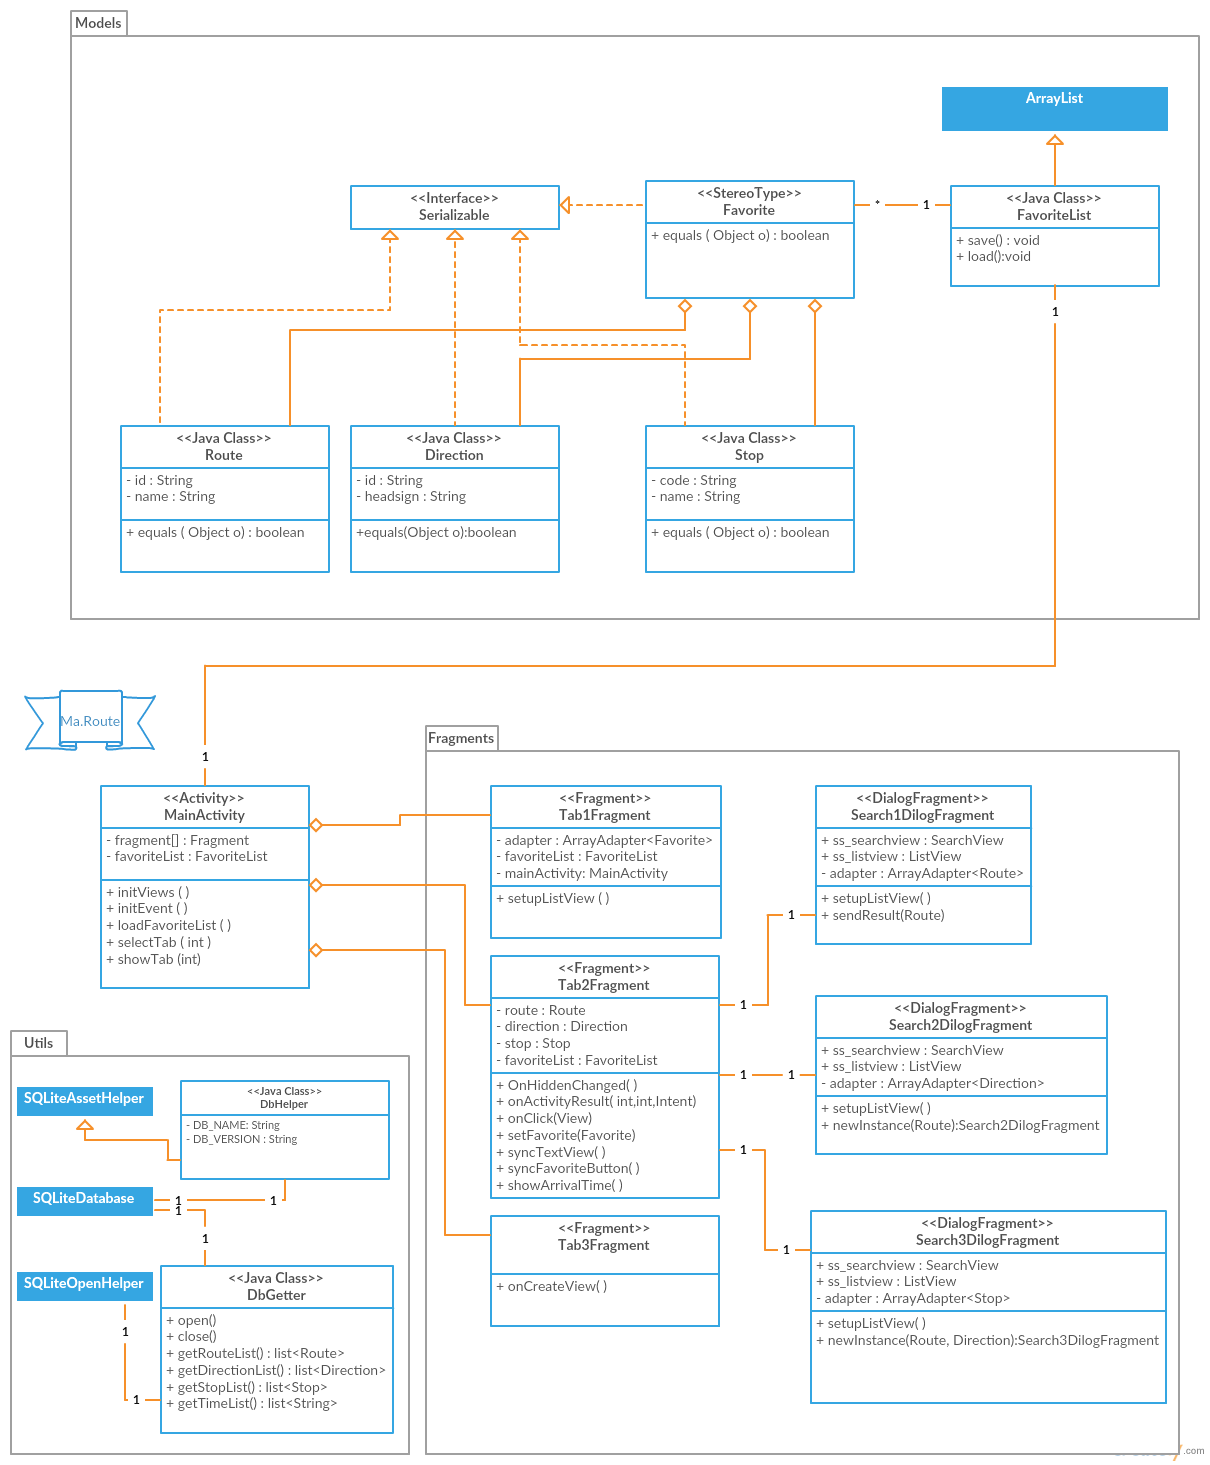 Models
ArrayList
<<Interface>>
Serializable
<<StereoType>>
Favorite
+ equals ( Object o) : boolean
*
1
<<Java Class>>
FavoriteList
+ save() : void
+ load():void
1
<<Java Class>>
Route
- id : String
- name : String
+ equals ( Object o) : boolean
<<Java Class>>
Direction
- id : String
- headsign : String
+equals(Object o):boolean
<<Java Class>>
Stop
- code : String
- name : String
+ equals ( Object o) : boolean
Ma.Route
1
<<Activity>>
MainActivity
- fragment[] : Fragment
- favoriteList : FavoriteList
+ initViews ( )
+ initEvent ( )
+ loadFavoriteList ( )
+ selectTab ( int )
+ showTab (int)
Fragments
<<Fragment>>
Tab1Fragment
- adapter : ArrayAdapter<Favorite>
- favoriteList : FavoriteList
- mainActivity: MainActivity
+ setupListView ( )
<<DialogFragment>>
Search1DilogFragment
+ ss_searchview : SearchView
+ ss_listview : ListView
- adapter : ArrayAdapter<Route>
+ setupListView( )
+ sendResult(Route)
<<Fragment>>
Tab2Fragment
- route : Route
- direction : Direction
- stop : Stop
- favoriteList : FavoriteList
+ OnHiddenChanged( )
+ onActivityResult( int,int,Intent)
+ onClick(View)
+ setFavorite(Favorite)
+ syncTextView( )
+ syncFavoriteButton( )
+ showArrivalTime( )
1
1
1
1
1
1
<<DialogFragment>>
Search2DilogFragment
+ ss_searchview : SearchView
+ ss_listview : ListView
- adapter : ArrayAdapter<Direction>
+ setupListView( )
+ newInstance(Route):Search2DilogFragment
<<Fragment>>
Tab3Fragment
+ onCreateView( )
<<DialogFragment>>
Search3DilogFragment
+ ss_searchview : SearchView
+ ss_listview : ListView
- adapter : ArrayAdapter<Stop>
+ setupListView( )
+ newInstance(Route, Direction):Search3DilogFragment
Utils
SQLiteAssetHelper
<<Java Class>>
DbHelper
- DB_NAME: String
- DB_VERSION : String
SQLiteDatabase
1
1
1
1
SQLiteOpenHelper
1
1
<<Java Class>>
DbGetter
+ open()
+ close()
+ getRouteList() : list<Route>
+ getDirectionList() : list<Direction>
+ getStopList() : list<Stop>
+ getTimeList() : list<String>
.com